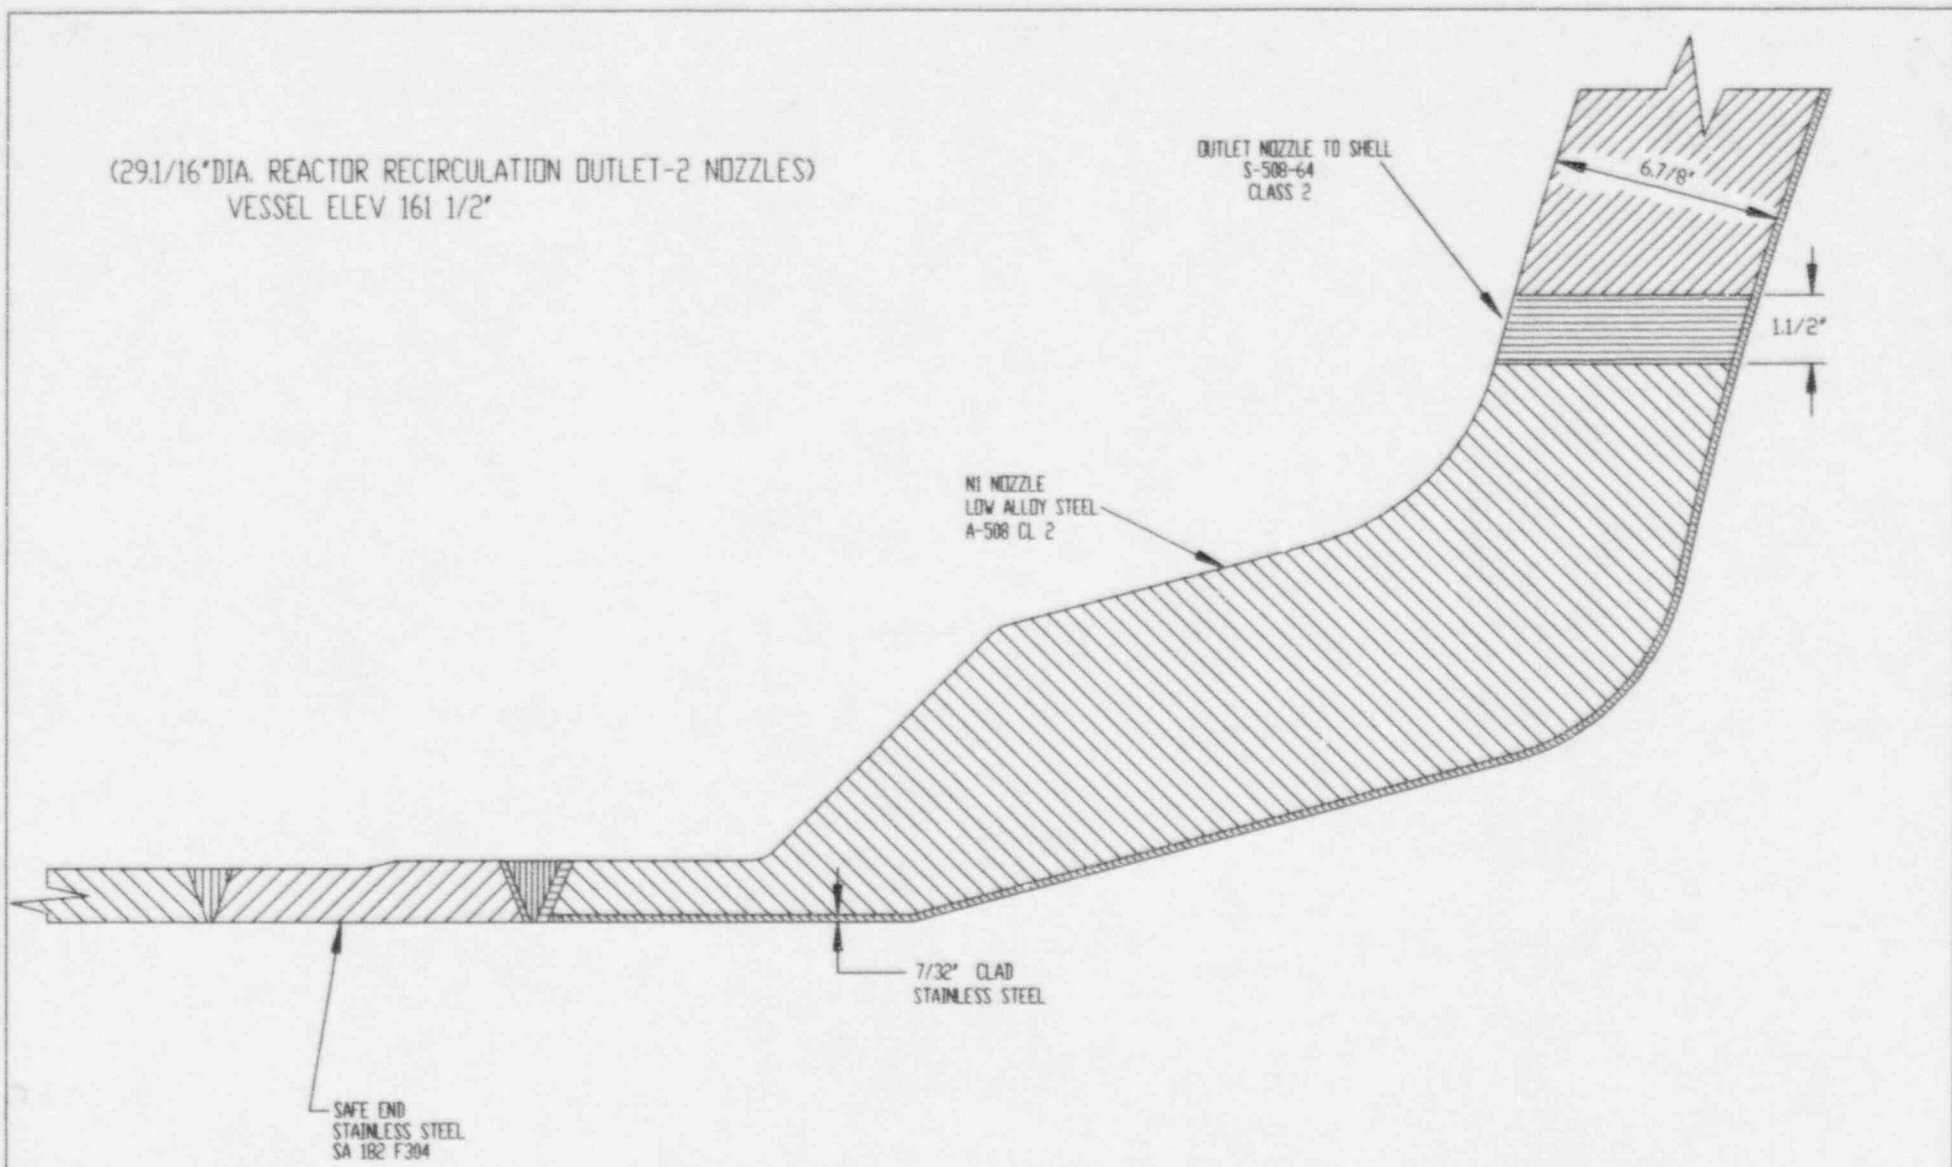 (29.1/16"DIA. REACTOR RECIRCULATION OUTLET-2 NOZZLES)
VESSEL ELEV 161 1/2"
OUTLET NOZZLE TO SHELL
S-508-64
CLASS 2
6.7/8"
1.1/2"
N1 NOZZLE
LOW ALLOY STEEL
A-508 CL 2
7/32" CLAD
STAINLESS STEEL
SAFE END
STAINLESS STEEL
SA 182 F304